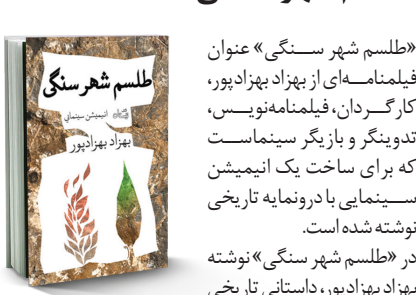 «طلسم شهر سنگی» عنوان
فیلمنامه‌ای از بهزاد بهزادپور،
کارگردان، فیلمنامه‌نویس،
تدوینگر و بازیگر سینماست
که برای ساخت یک انیمیشن
سینمایی با درونمایه تاریخی
نوشته شده است.
در «طلسم شهر سنگی» نوشته
بهزاد بهزادپور، داستانی تاریخی
طلسم شهر سنگی
انیمیشن سینمایی
بهزاد بهزادپور